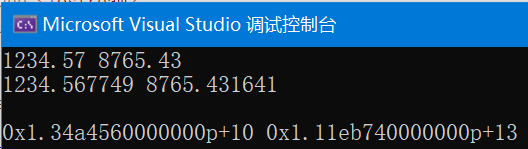 Microsoft Visual Studio 调试控制台
1234.57 8765.43
1234.567749 8765.431641
0x1.34a4560000000p+10 0x1.11eb740000000p+13